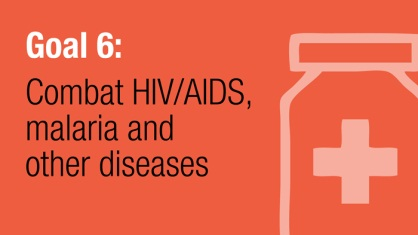 Goal 6:
Combat HIV/AIDS,
malaria and
other diseases